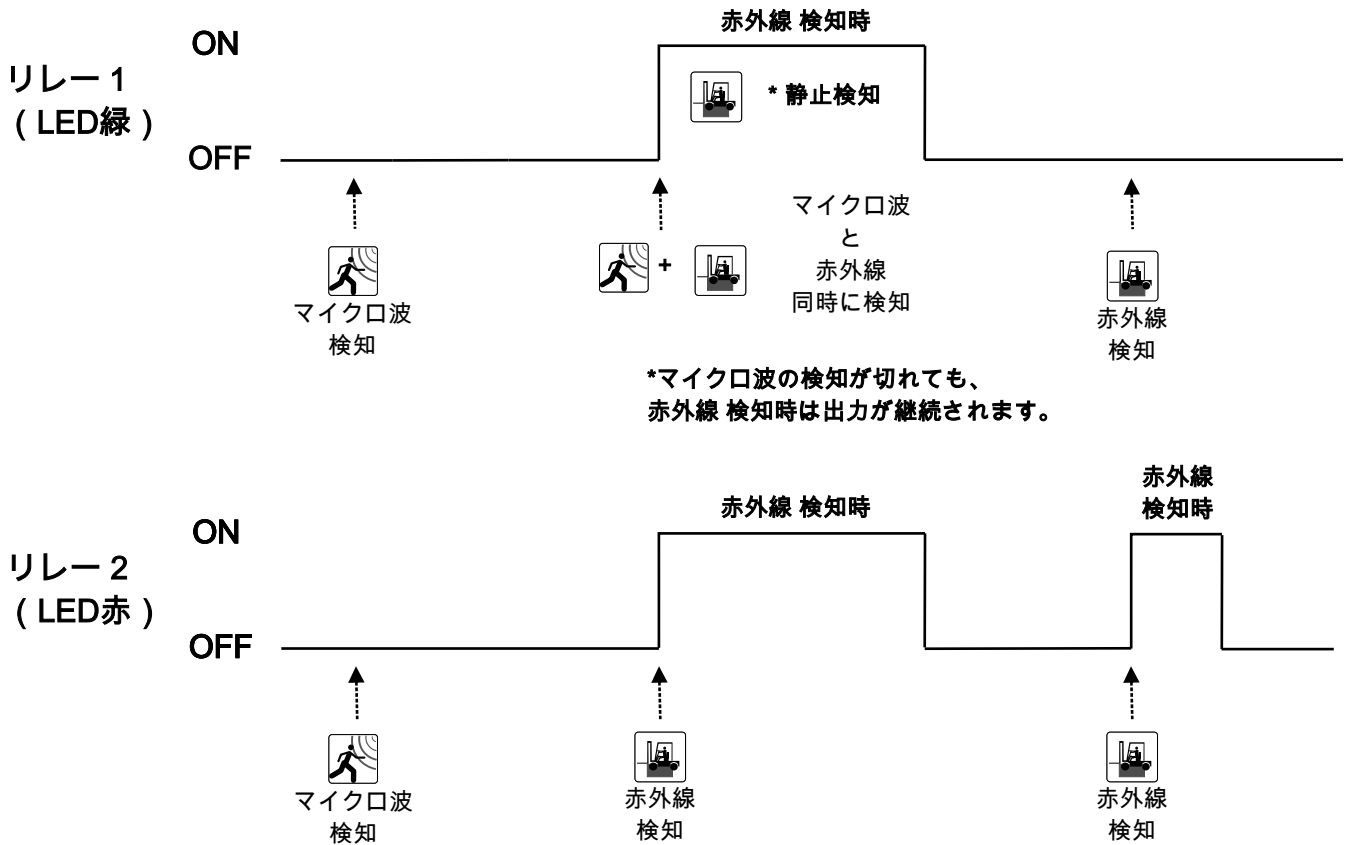 赤外線 検知時
ON
リレー 1
( LED緑 )
* 静止検知
OFF
マイクロ波
と
赤外線
同時に検知
+
マイクロ波
検知
赤外線
検知
*マイクロ波の検知が切れても、
赤外線 検知時は出力が継続されます。
赤外線
検知時
赤外線 検知時
ON
リレー 2
( LED赤 )
OFF
マイクロ波
検知
赤外線
検知
赤外線
検知